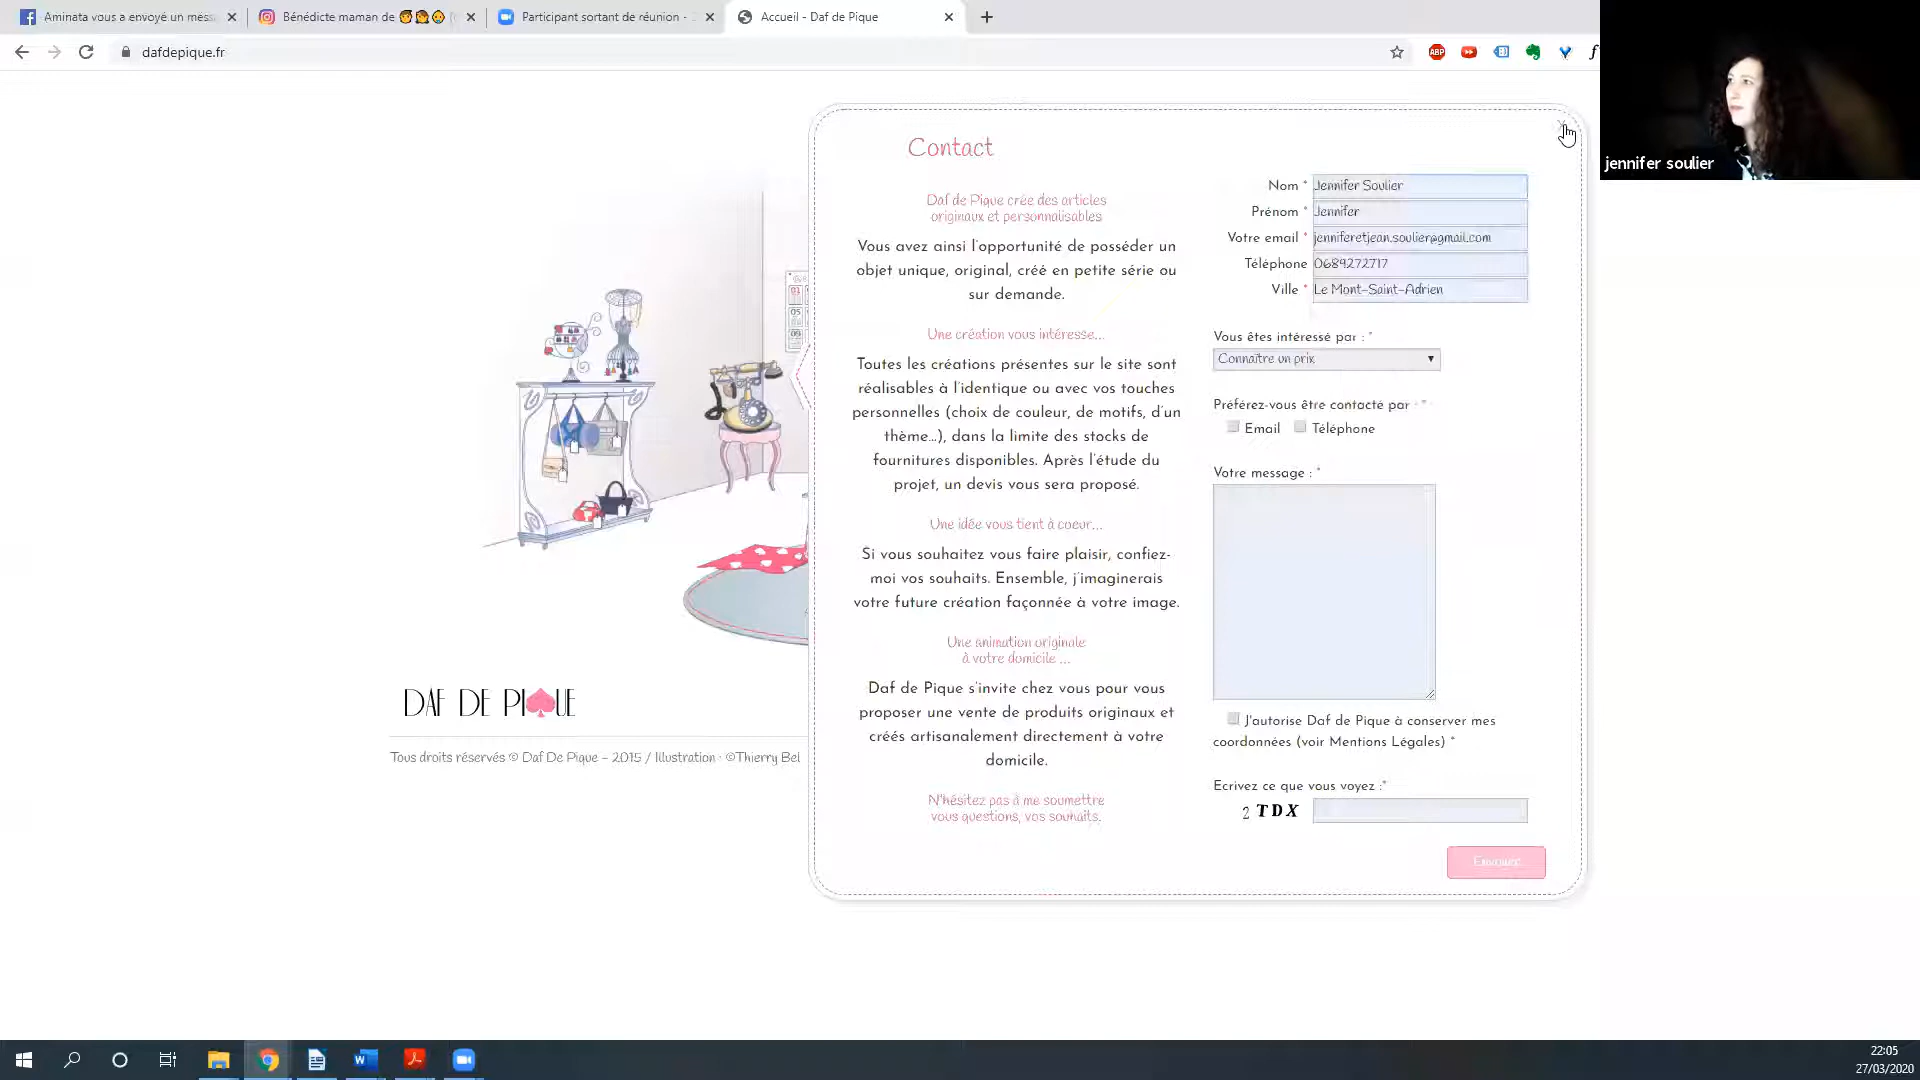 Aminata vous a envoyé un mess
Bénédicte maman de
Participant sortant de réunion -
Accueil - Daf de Pique
dafdepique.fr
ABP
jennifer soulier
Contact
Daf de Pique crée des articles
originaux et personnalisables
Vous avez ainsi l'opportunité de posséder un
objet unique, original, créé en petite série ou
sur demande.
Une création vous intéresse...
Toutes les créations présentes sur le site sont
réalisables à l'identique ou avec vos touches
personnelles (choix de couleur, de motifs, d'un
thème...), dans la limite des stocks de
fournitures disponibles. Après l'étude du
projet, un devis vous sera proposé.
Une idée vous tient à coeur...
Si vous souhaitez vous faire plaisir, confiez-
moi vos souhaits. Ensemble, j'imaginerais
votre future création façonnée à votre image.
Une animation originale
à votre domicile ...
Daf de Pique s'invite chez vous pour vous
proposer une vente de produits originaux et
créés artisanalement directement à votre
domicile.
N'hésitez pas à me soumettre
vous questions, vos souhaits.
Nom * Jennifer Soulier
Prénom * Jennifer
Votre email * jenniferetjean.soulier@gmail.com
Téléphone 0689272717
Ville * Le Mont-Saint-Adrien
Vous êtes intéressé par : *
Connaître un prix
Préférez-vous être contacté par : *
Email Téléphone
Votre message : *
J'autorise Daf de Pique à conserver mes
coordonnées (voir Mentions Légales) *
Ecrivez ce que vous voyez :*
2 T D X
Envoyer
DAF DE PIQUE
Tous droits réservés © Daf De Pique - 2015 / Illustration : ©Thierry Bel
22:05
27/03/2020